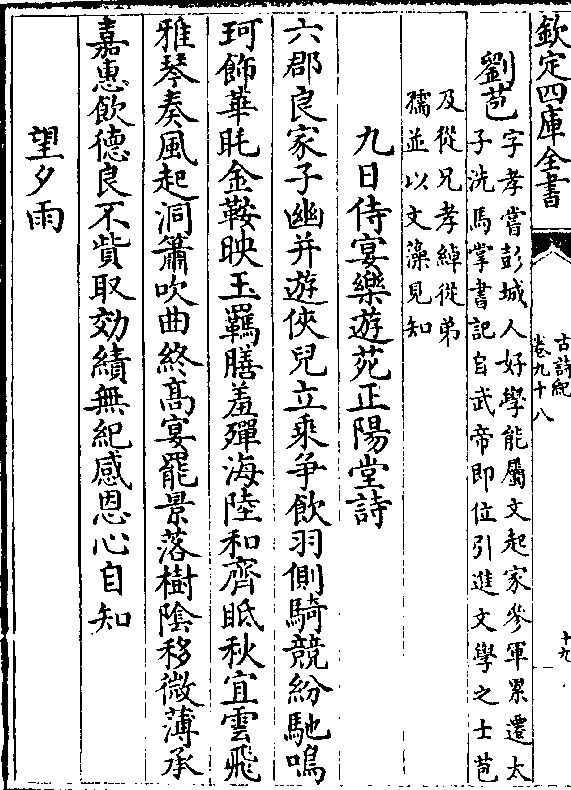 欽定四庫全書
古詩紀
卷九十八
十九
劉苞
字孝嘗彭城人好學能屬文起家參軍累遷太
子洗馬掌書記自武帝即位引進文學之士苞
及從兄孝綽從弟
孺並以文藻見知
九日侍宴樂遊苑正陽堂詩
六郡良家子幽并遊俠兒立乘争飲羽側騎競紛馳鳴
珂飾華毦金鞍映玉羈膳羞殫海陸和齊眡秋宜雲飛
雅琴奏風起洞簫吹曲終高宴罷景落樹陰移微薄承
嘉惠飲德良不貲取効績無紀感恩心自知
望夕雨